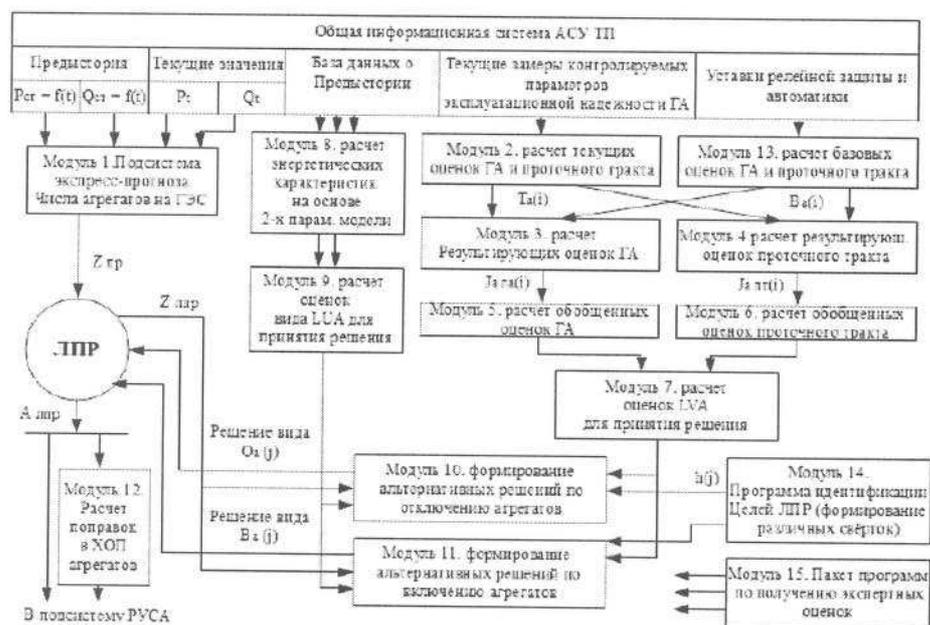 Общая информационная система АСУ ТП
Предыстория
Pст = f(t)
Qст = f(t)
Текущие значения
Pt
Qt
База данных о
Предыстории
Текущие замеры контролируемых
параметров
эксплуатационной надежности ГА
Уставки релейной защиты и
автоматики
Модуль 1.Подсистема
экспресс-прогноза
Числа агрегатов на ГЭС
Модуль 8. расчет
энергетических
характеристик
на основе
2-х парам. модели
Модуль 2. расчет текущих
оценок ГА и проточного тракта
Модуль 13. расчет базовых
оценок ГА и проточного тракта
Ta(i)
Ba(i)
Модуль 3. расчет
Результирующих оценок ГА
Модуль 4 расчет результирующ.
оценок проточного тракта
Z пр
Z лпр
Модуль 9. расчет
оценок
вида LUA для
принятия решения
Ja га(i)
Ja пт(i)
Модуль 5. расчет обобщенных
оценок ГА
Модуль 6. расчет обобщенных
оценок проточного тракта
ЛПР
Модуль 7. расчет
оценок LVA
для принятия решения
A лпр
Решение вида
Oa (j)
Модуль 10. формирование
альтернативных решений по
отключению агрегатов
h(j)
Модуль 14.
Программа идентификации
Целей ЛПР (формирование
различных свёрток)
Модуль 12.
Расчет
поправок
в ХОП
агрегатов
Решение вида
Ba (j)
Модуль 11. формирование
альтернативных решений по
включению агрегатов
Модуль 15. Пакет программ
по получению экспертных
оценок
В подсистему РУСА